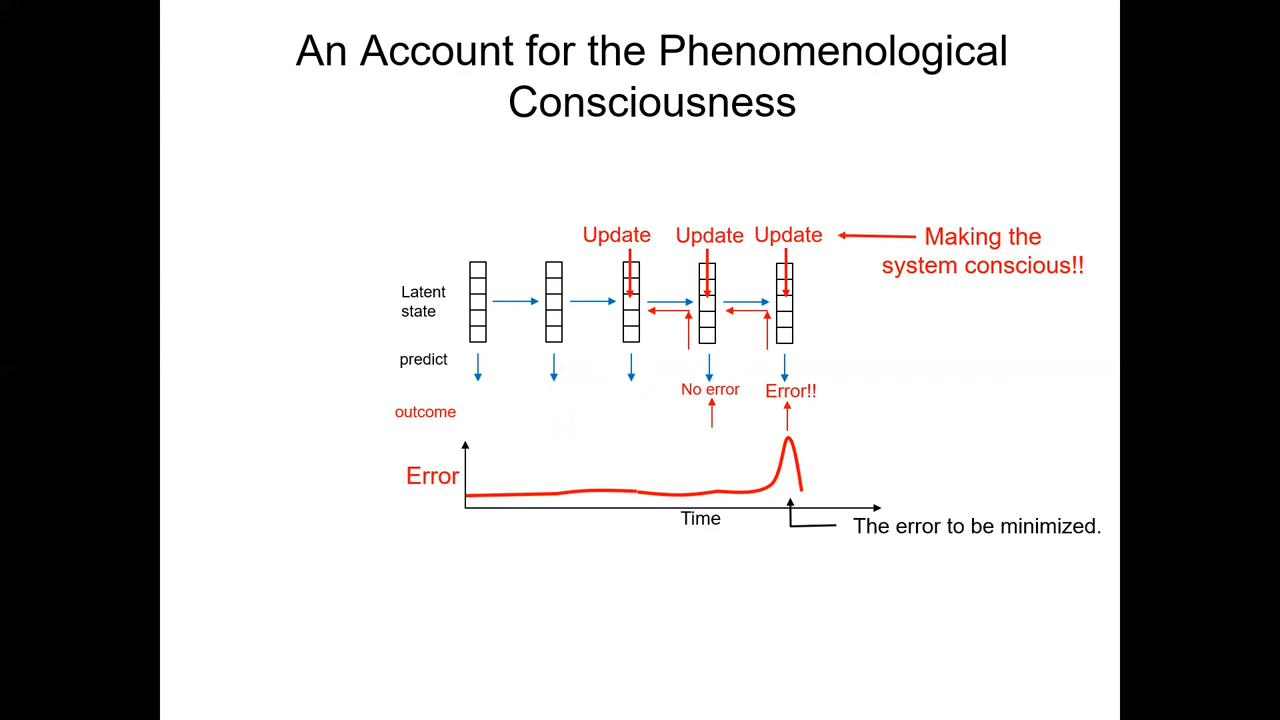 An Account for the Phenomenological
Consciousness
Update Update Update
Making the
system conscious!!
Latent
state
predict
No error Error!!
outcome
Error
Time
The error to be minimized.